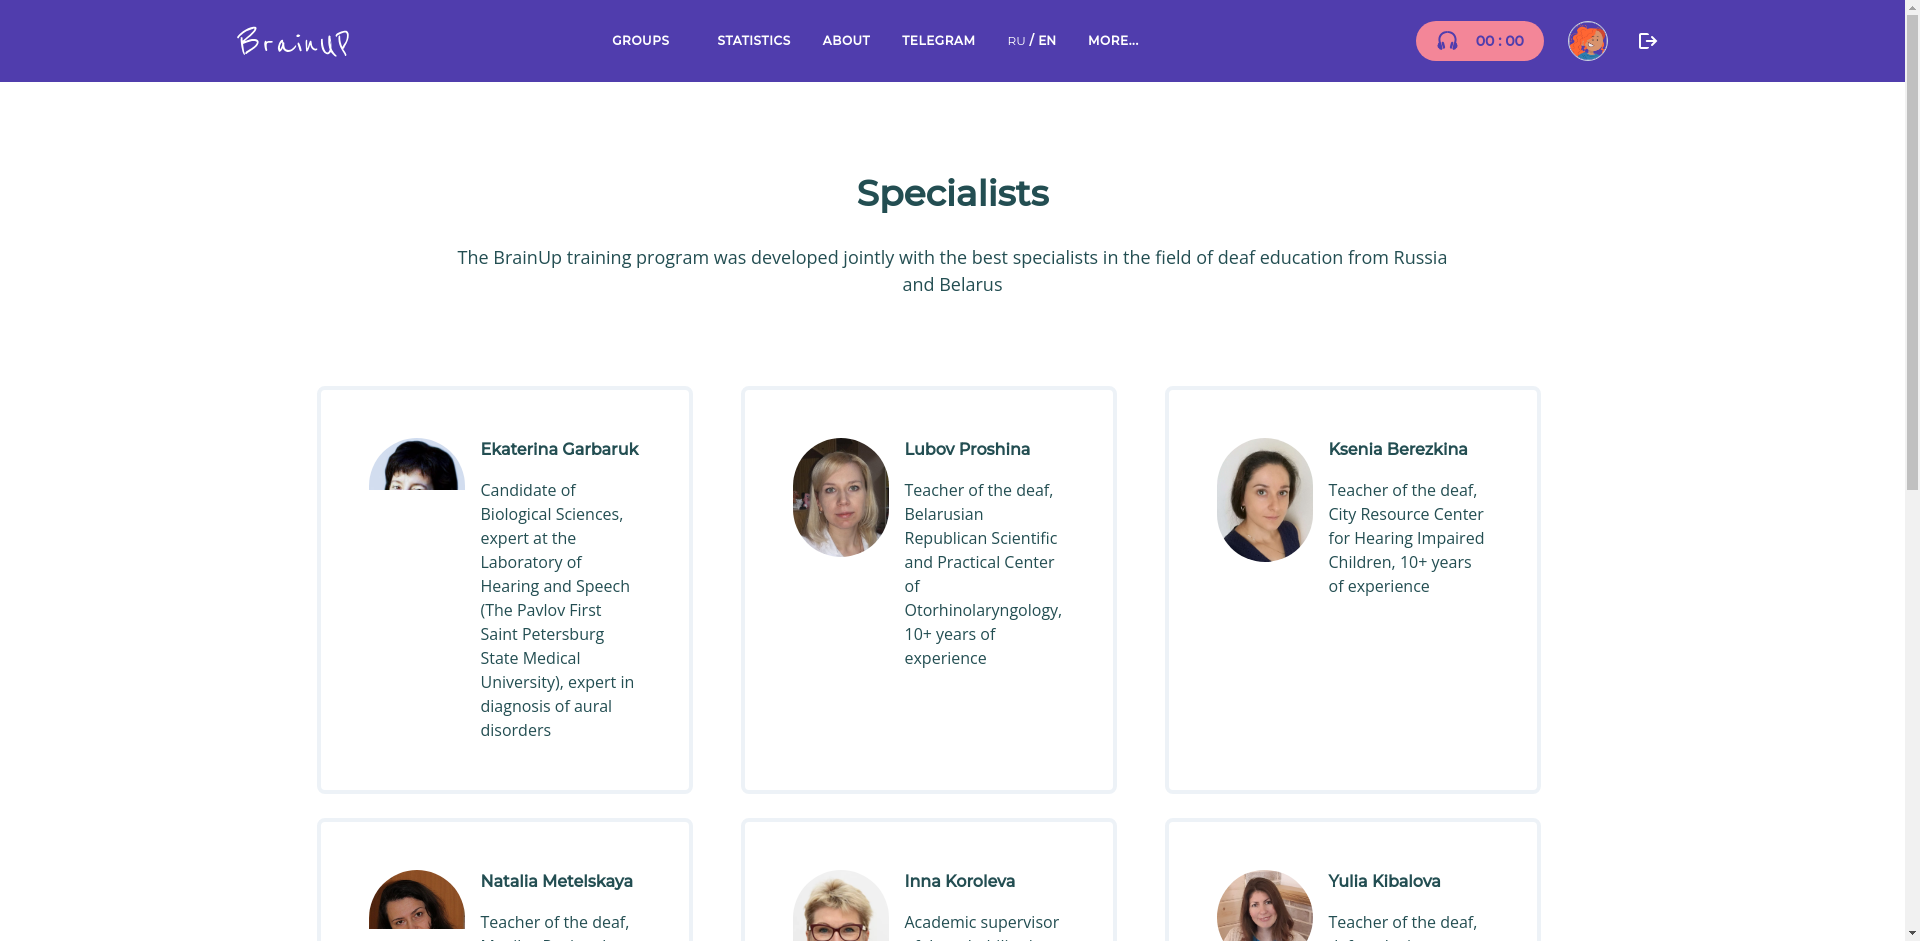 BrainUP
GROUPS STATISTICS ABOUT TELEGRAM RU / EN MORE...
00 : 00
Specialists
The BrainUp training program was developed jointly with the best specialists in the field of deaf education from Russia
and Belarus
Ekaterina Garbaruk
Candidate of
Biological Sciences,
expert at the
Laboratory of
Hearing and Speech
(The Pavlov First
Saint Petersburg
State Medical
University), expert in
diagnosis of aural
disorders
Lubov Proshina
Teacher of the deaf,
Belarusian
Republican Scientific
and Practical Center
of
Otorhinolaryngology,
10+ years of
experience
Ksenia Berezkina
Teacher of the deaf,
City Resource Center
for Hearing Impaired
Children, 10+ years
of experience
Natalia Metelskaya
Teacher of the deaf,
Inna Koroleva
Academic supervisor
Yulia Kibalova
Teacher of the deaf,